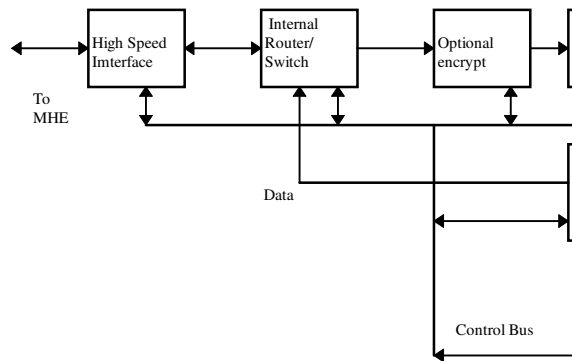 High Speed
Imterface
Internal
Router/
Switch
Optional
encrypt
To
MHE
Data
Control Bus